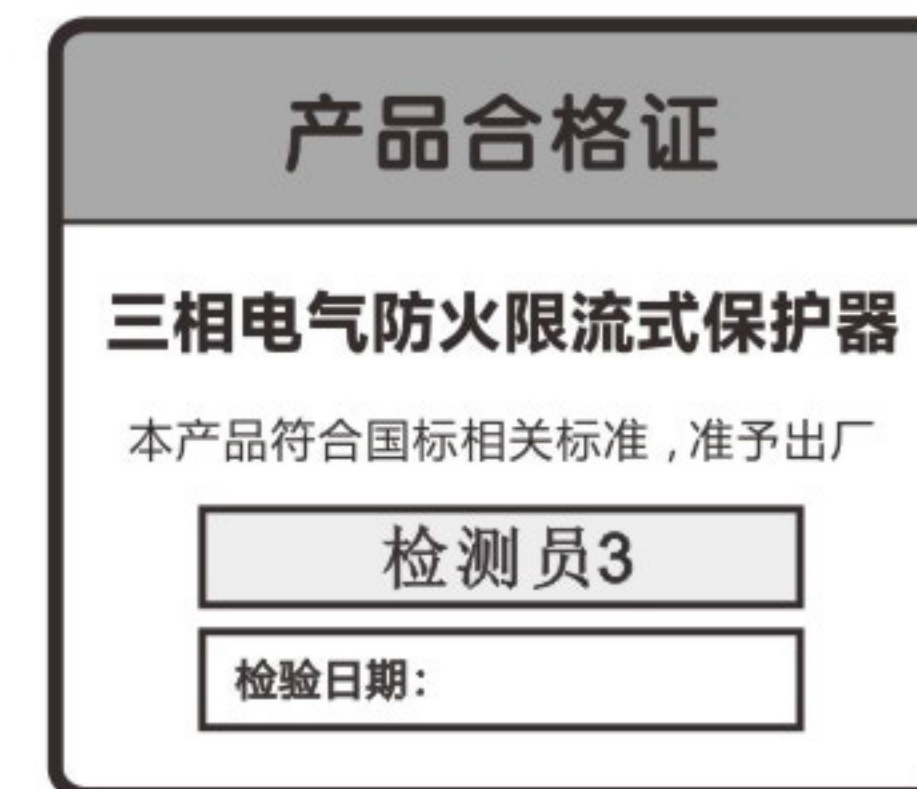 产品合格证
三相电气防火限流式保护器
本产品符合国标相关标准，准予出厂
检测员3
检验日期：